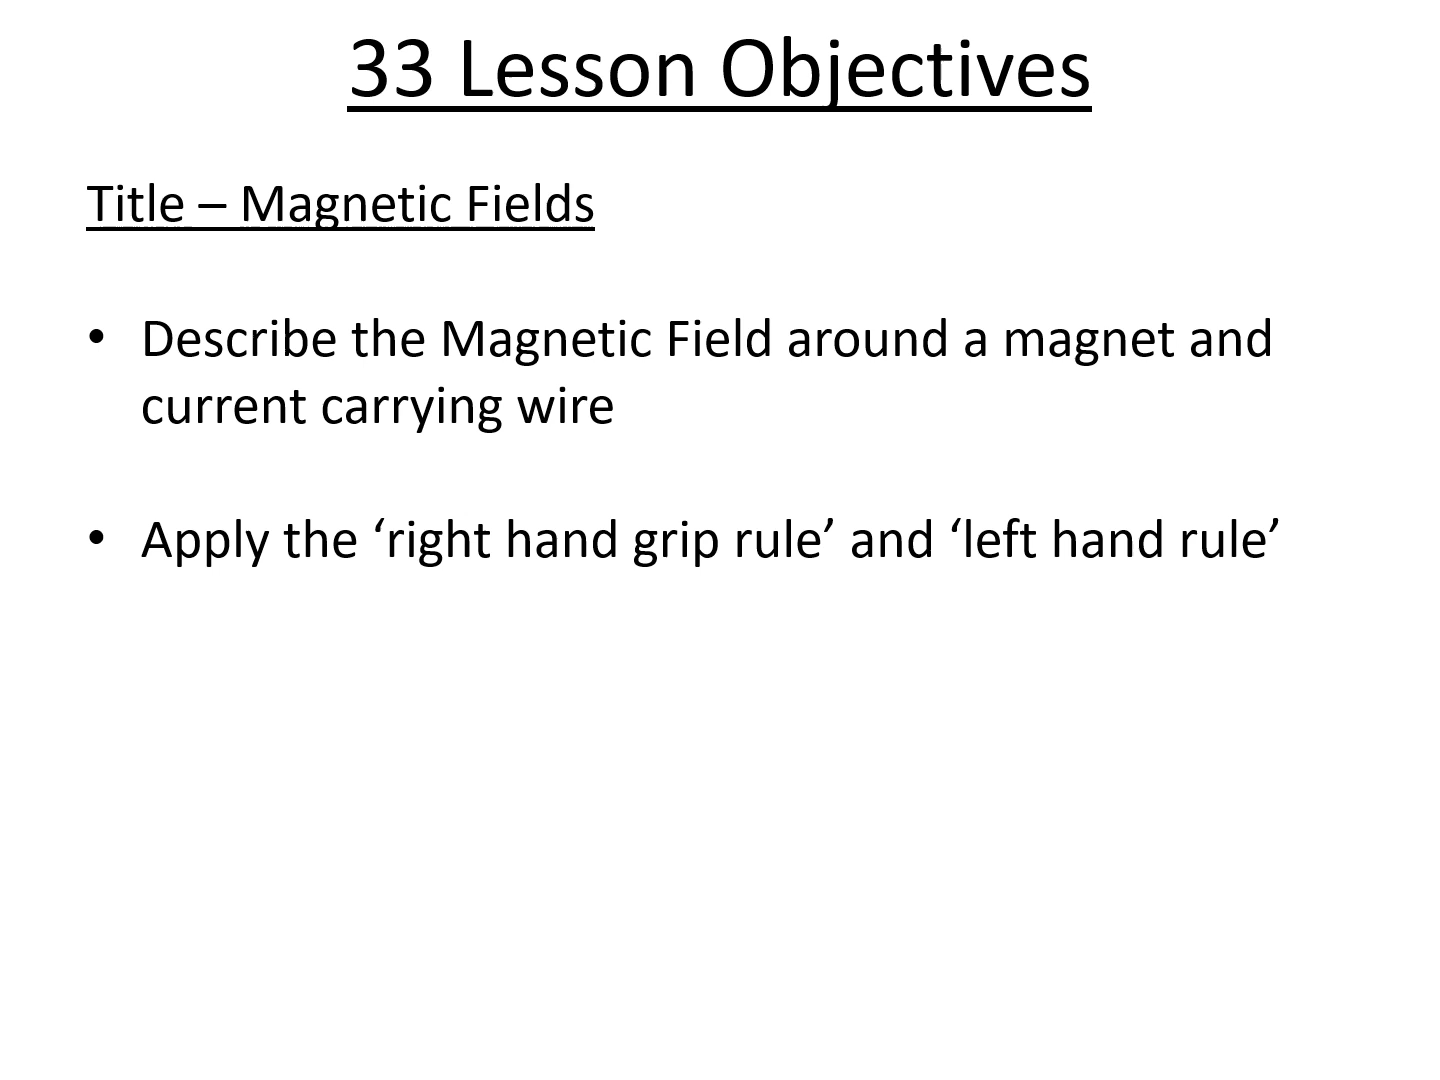 33 Lesson Objectives
Title – Magnetic Fields
• Describe the Magnetic Field around a magnet and
current carrying wire
• Apply the ‘right hand grip rule’ and ‘left hand rule’